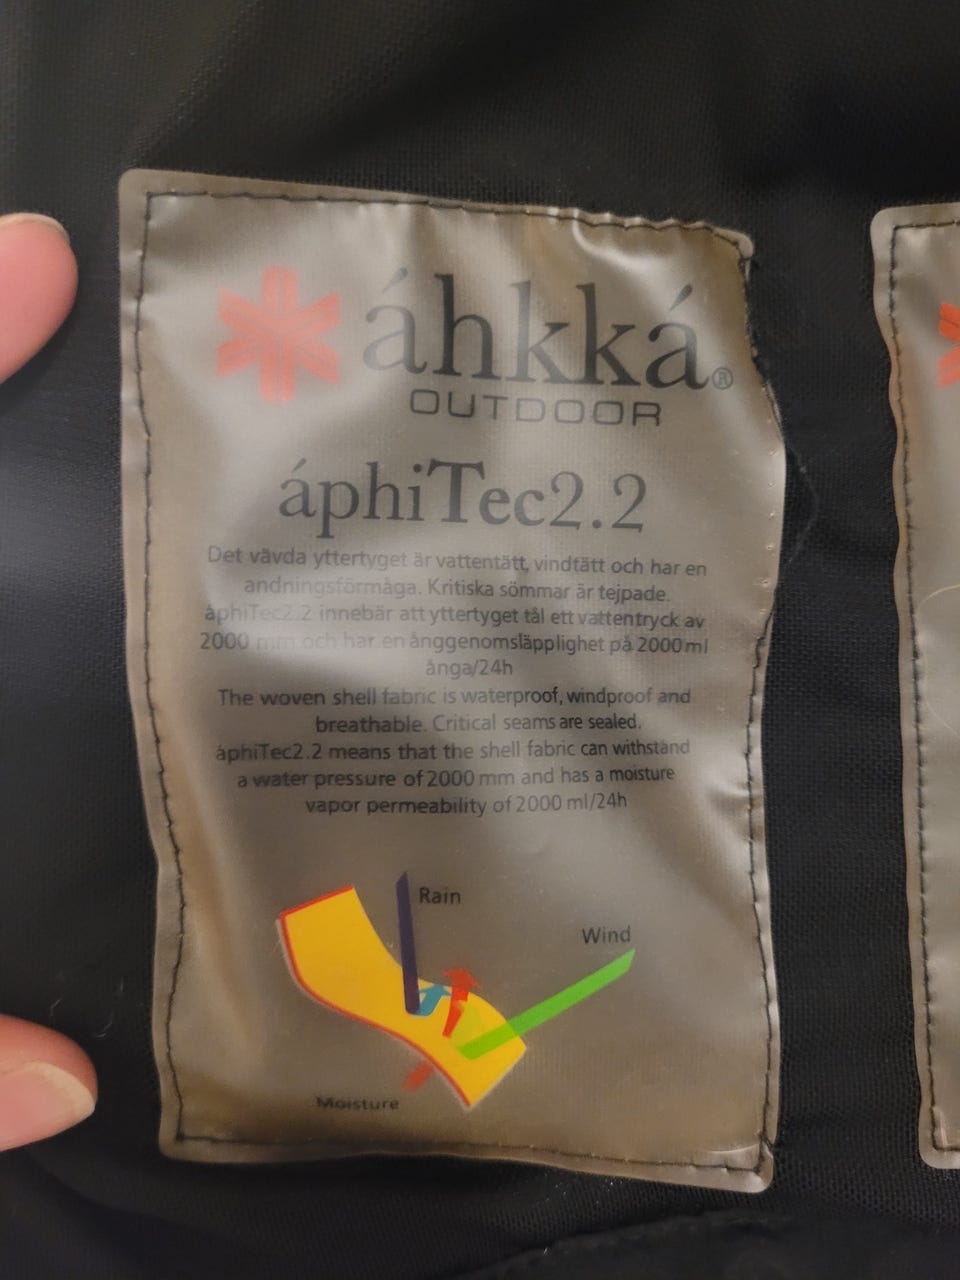 áhkká®
OUTDOOR
áphiTec2.2
Det vävda yttertyget är vattentätt, vindtätt och har en
andningsförmåga. Kritiska sömmar är tejpade.
áphiTec2.2 innebär att yttertyget tål ett vattentryck av
2000 mm och har en ånggenomsläpplighet på 2000 ml
ånga/24h
The woven shell fabric is waterproof, windproof and
breathable. Critical seams are sealed.
áphiTec2.2 means that the shell fabric can withstand
a water pressure of 2000 mm and has a moisture
vapor permeability of 2000 ml/24h
Rain
Wind
Moisture